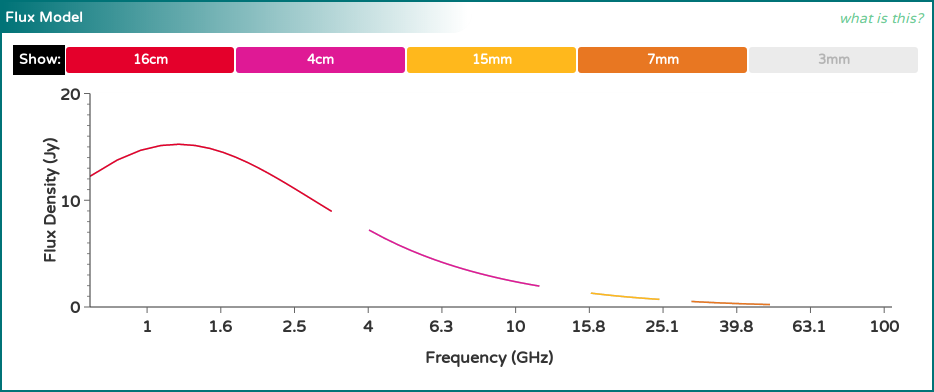 Flux Model
what is this?
Show: 16cm 4cm 15mm 7mm 3mm
20
10
0
Flux Density (Jy)
1 1.6 2.5 4 6.3 10 15.8 25.1 39.8 63.1 100
Frequency (GHz)